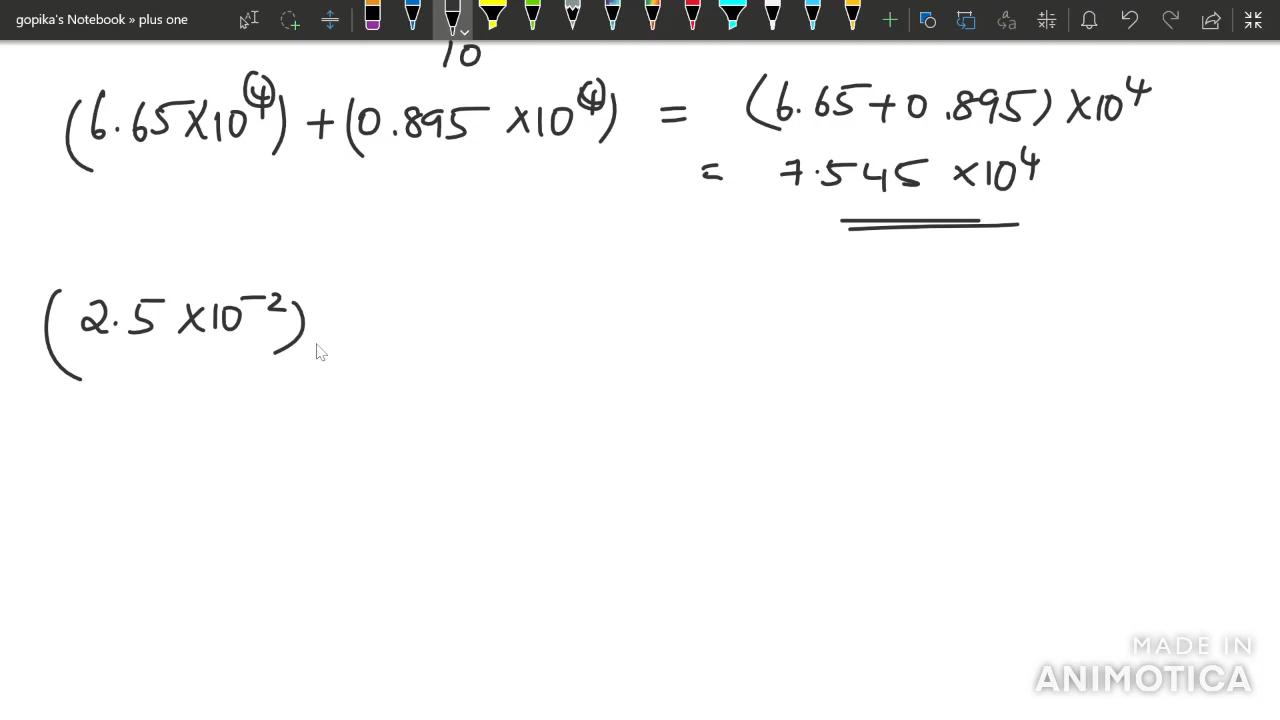 gopika's Notebook » plus one
10
(6.65×10⁴) + (0.895 ×10⁴) = (6.65+0.895) ×10⁴
= 7.545 ×10⁴
(2.5 ×10⁻²)
MADE IN
ANIMOTICA